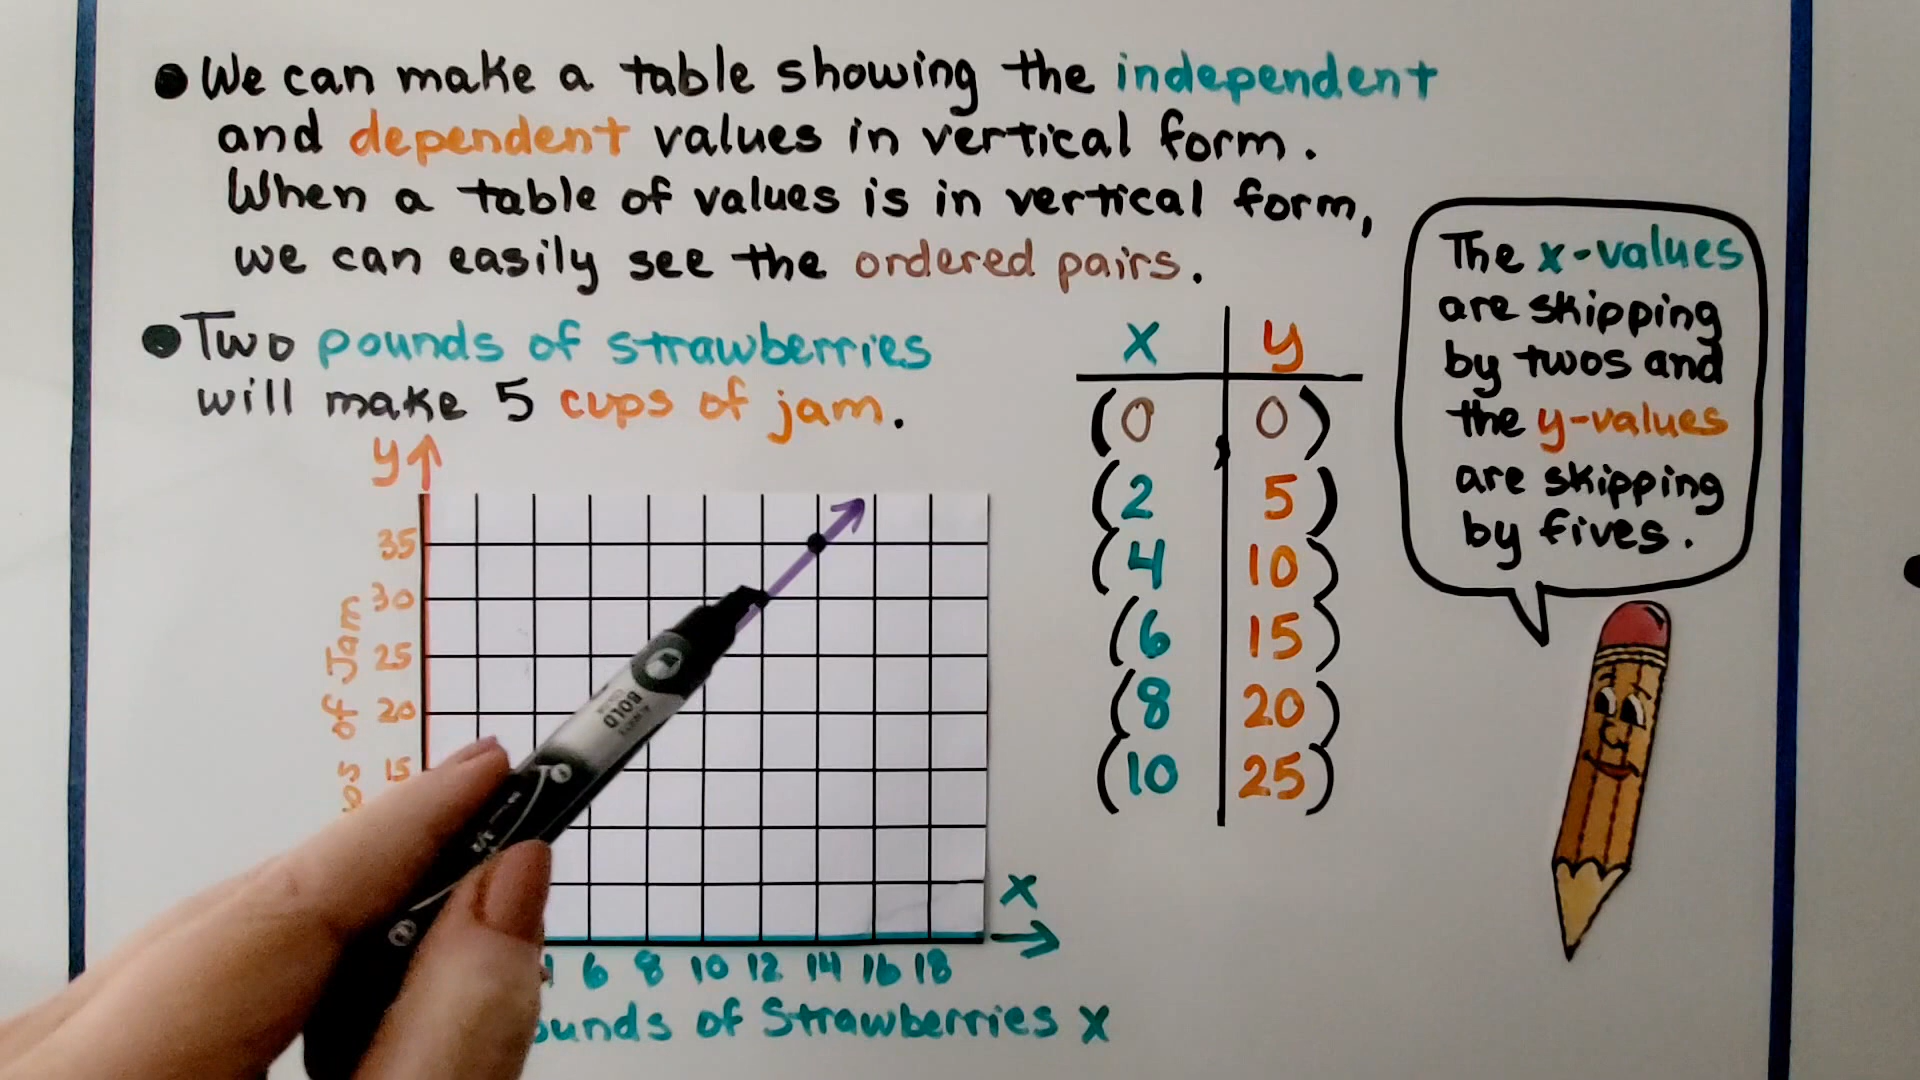 We can make a table showing the independent
and dependent values in vertical form.
When a table of values is in vertical form,
we can easily see the ordered pairs.
Two pounds of strawberries
will make 5 cups of jam.
The x-values
are skipping
by twos and
the y-values
are skipping
by fives.
x y
(0, 0)
(2 5)
(4 10)
(6 15)
(8 20)
(10 25)
y
35
30
25
20
15
of Jam
x
6 8 10 12 14 16 18
of Strawberries x
BOLD